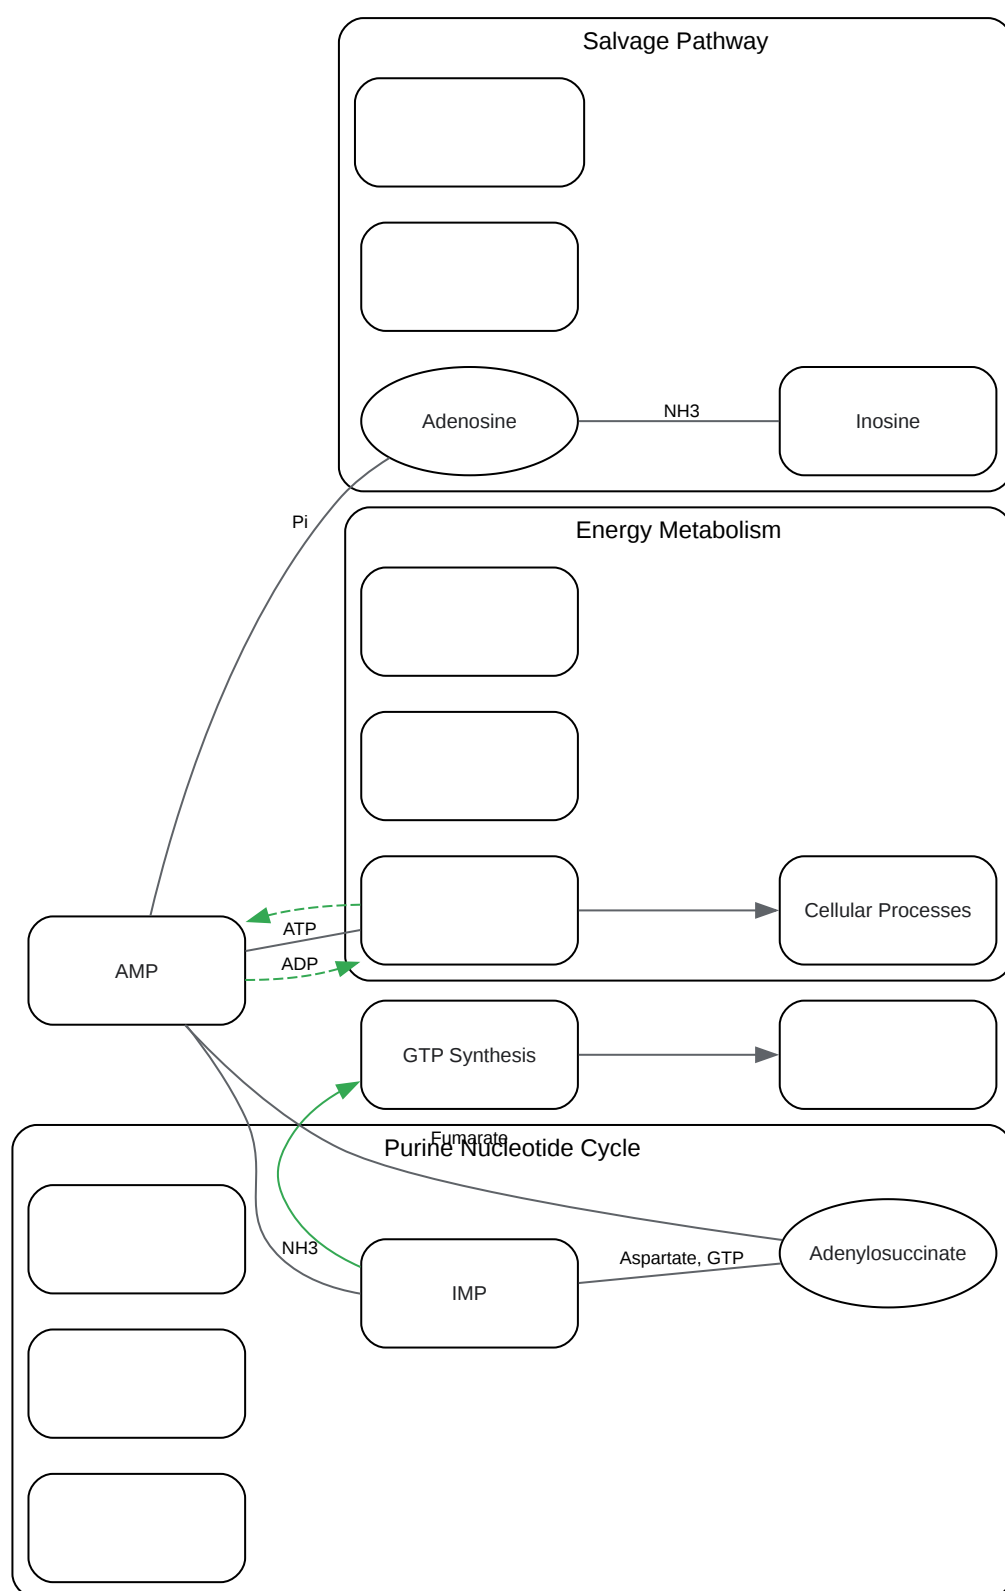 Salvage Pathway
Adenosine
NH3
Inosine
Pi
Energy Metabolism
ATP
Cellular Processes
ADP
AMP
GTP Synthesis
Fumarate
Purine Nucleotide Cycle
NH3
Aspartate, GTP
Adenylosuccinate
IMP